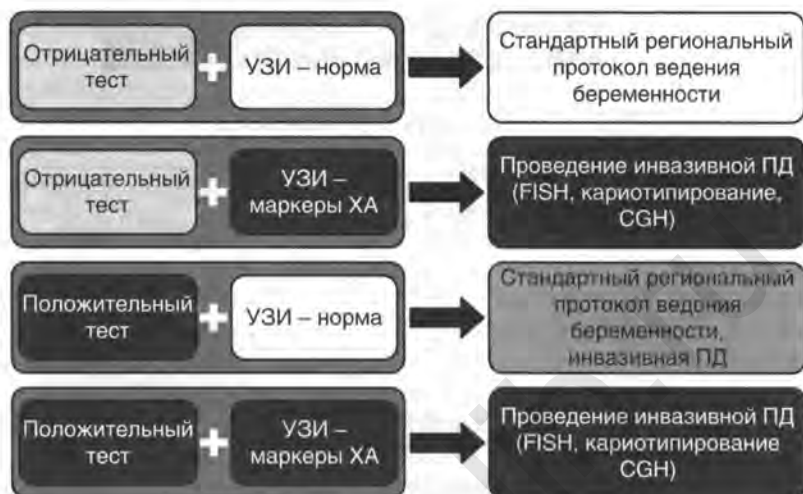 Отрицательный
тест
+
УЗИ – норма
Стандартный региональный
протокол ведения
беременности
Отрицательный
тест
+
УЗИ –
маркеры ХА
Проведение инвазивной ПД
(FISH, кариотипирование,
CGH)
Положительный
тест
+
УЗИ – норма
Стандартный региональный
протокол ведения
беременности,
инвазивная ПД
Положительный
тест
+
УЗИ –
маркеры ХА
Проведение инвазивной ПД
(FISH, кариотипирование
CGH)